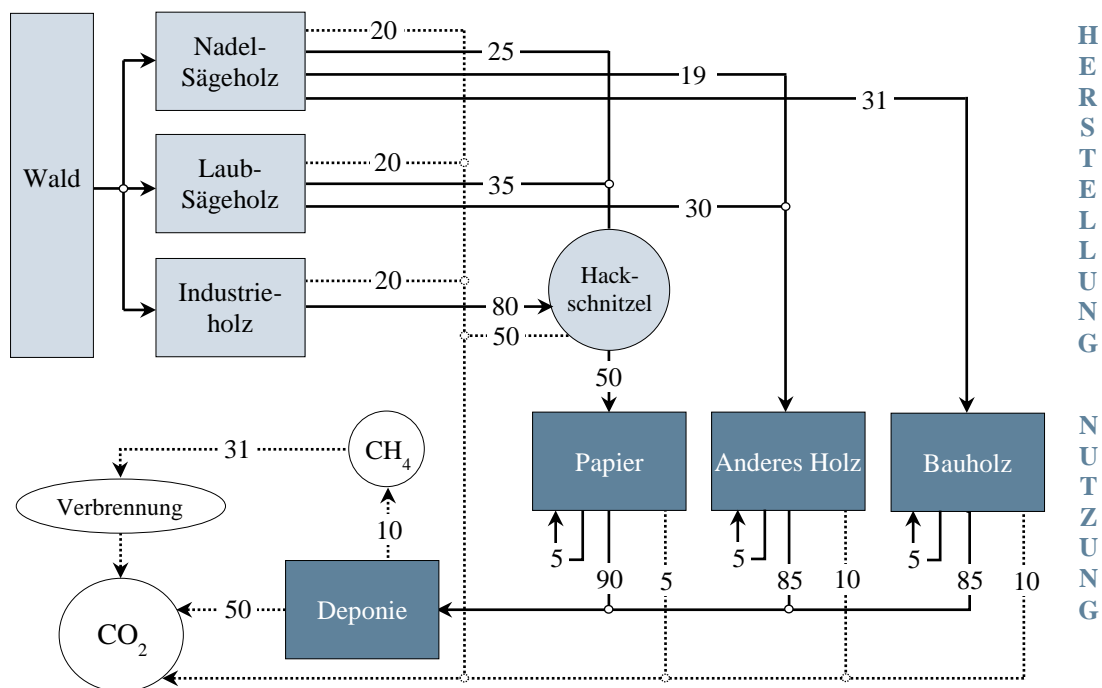 Wald
Nadel-
Sägeholz
20
25
19
31
Laub-
Sägeholz
20
35
30
Industrie-
holz
20
80
50
Hack-
schnitzel
50
H
E
R
S
T
E
L
L
U
N
G
Papier
Anderes Holz
Bauholz
5
90
5
5
85
10
5
85
10
N
U
T
Z
U
N
G
CH4
31
10
Verbrennung
Deponie
50
CO2